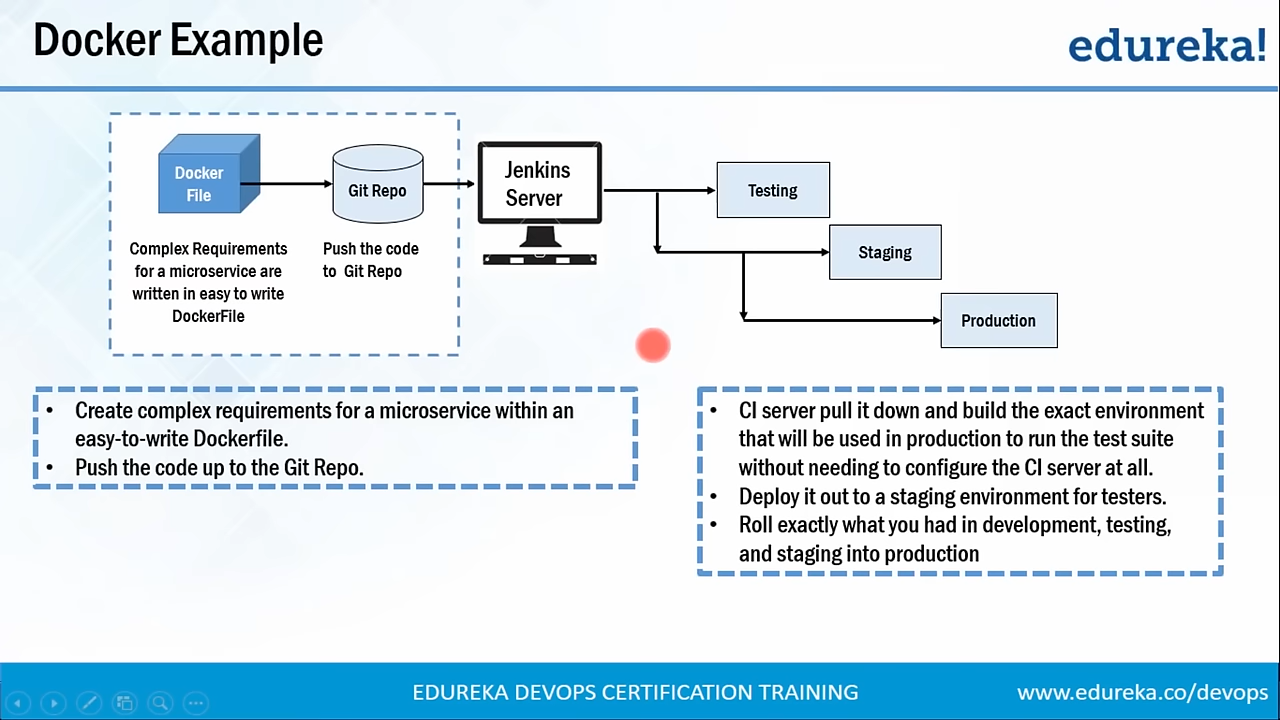 Docker Example
edureka!
Docker
File
Git Repo
Jenkins
Server
Testing
Staging
Production
Complex Requirements
for a microservice are
written in easy to write
DockerFile
Push the code
to Git Repo
• Create complex requirements for a microservice within an
easy-to-write Dockerfile.
• Push the code up to the Git Repo.
• CI server pull it down and build the exact environment
that will be used in production to run the test suite
without needing to configure the CI server at all.
• Deploy it out to a staging environment for testers.
• Roll exactly what you had in development, testing,
and staging into production
EDUREKA DEVOPS CERTIFICATION TRAINING
www.edureka.co/devops